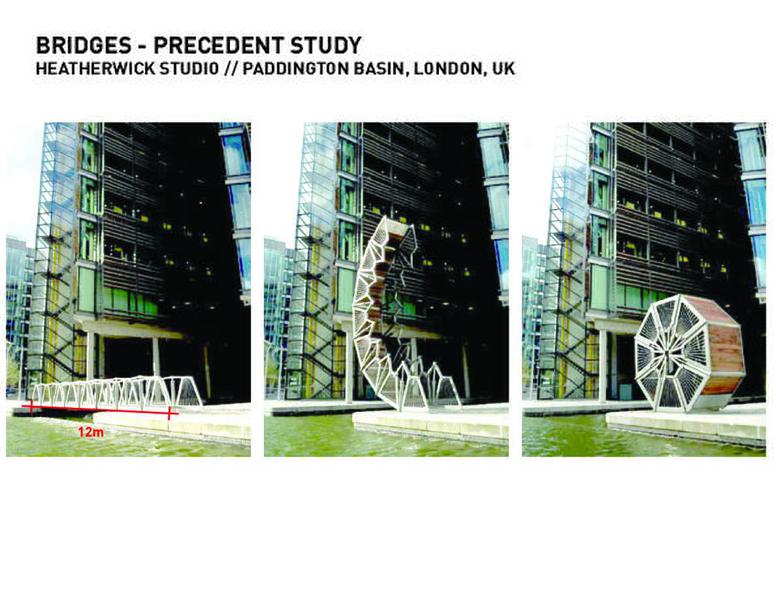 BRIDGES - PRECEDENT STUDY
HEATHERWICK STUDIO // PADDINGTON BASIN, LONDON, UK
12m